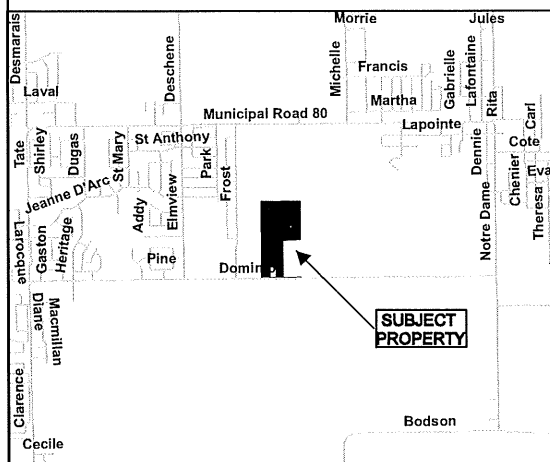 Morrie
Jules
Desmarais
Deschene
Michelle
Francis
Gabrielle
Lafontaine
Laval
Martha
Rita
Carl
Municipal Road 80
Lapointe
Tate
Shirley
Dugas
St Mary
St Anthony
Park
Frost
Dennie
Cote
Chenier
Eva
Theresa
Jeanne D'Arc
Addy
Elmview
Notre Dame
Larocque
Gaston
Heritage
Pine
Dominio
Diane
Macmillan
SUBJECT
PROPERTY
Clarence
Bodson
Cecile